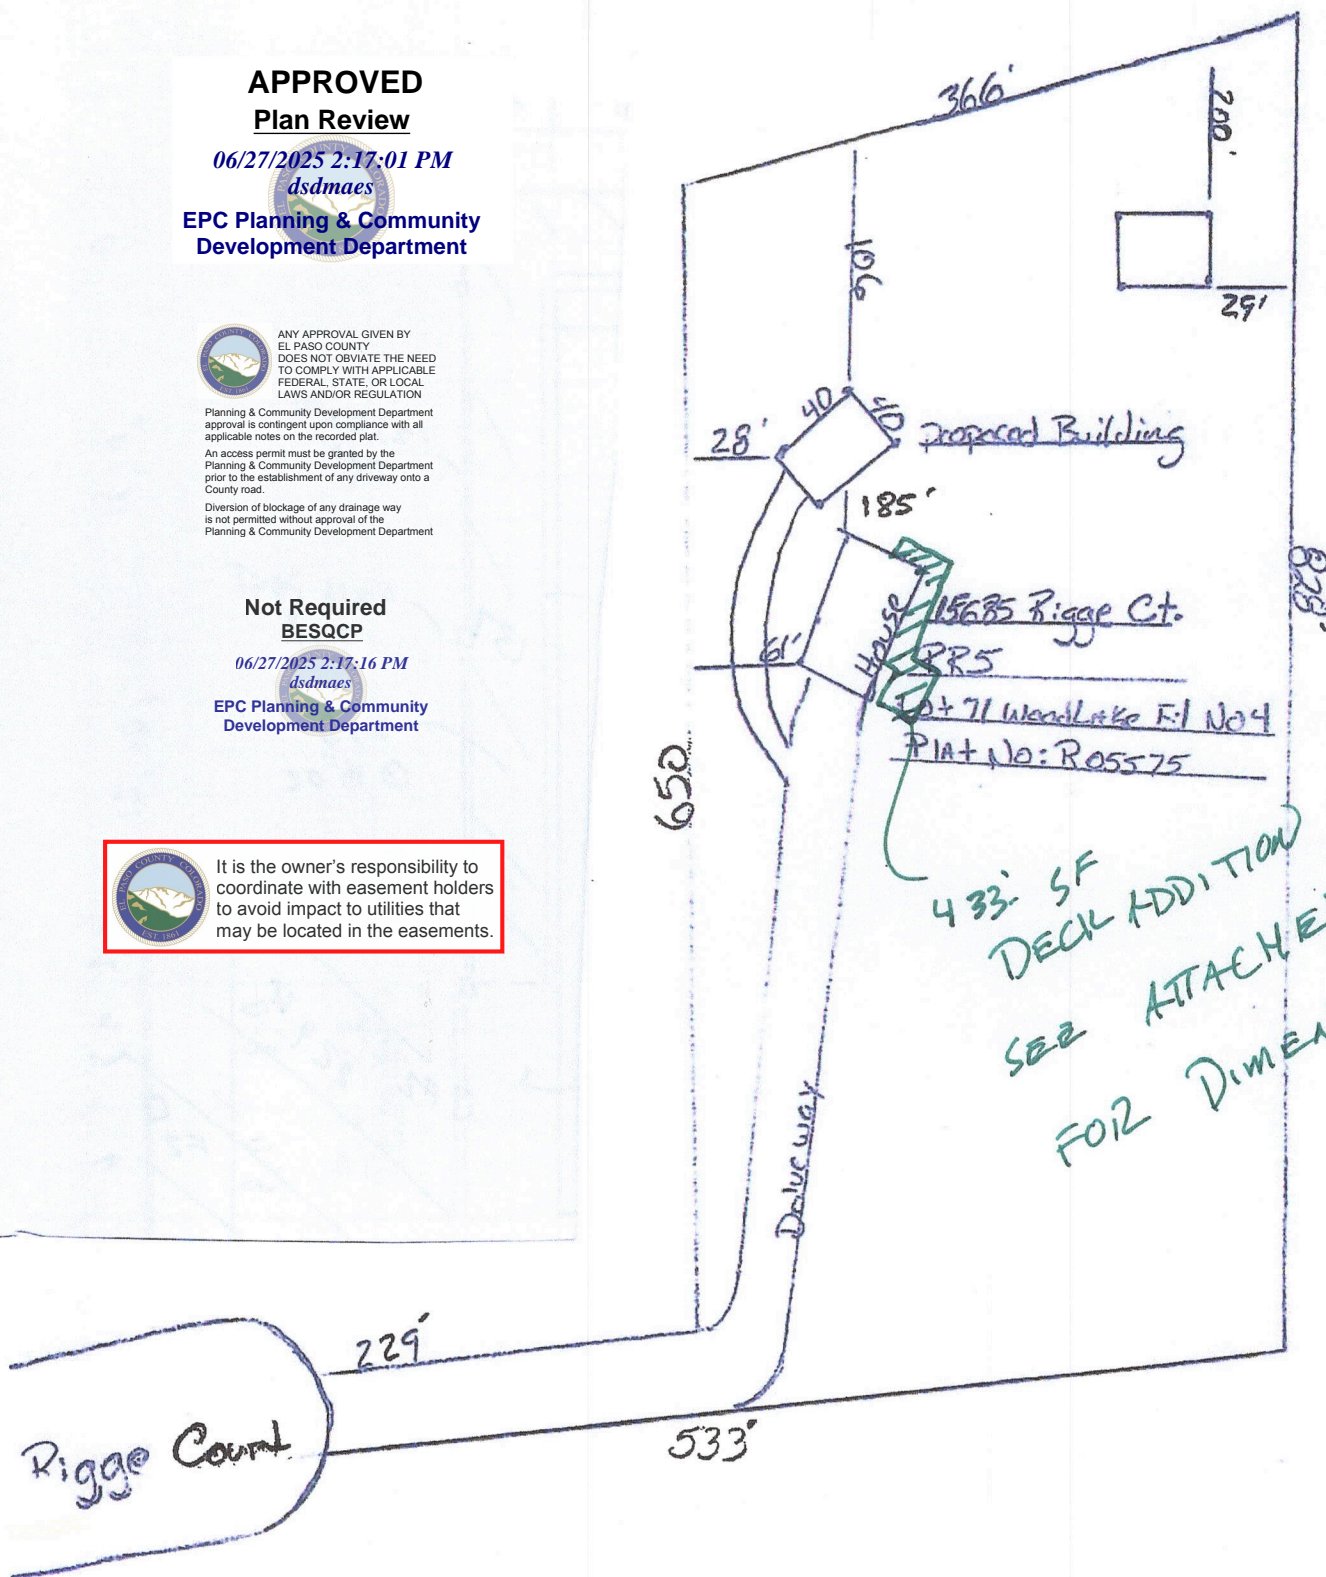 APPROVED
Plan Review
06/27/2025 2:17:01 PM
dsdmaes
EPC Planning & Community
Development Department
ANY APPROVAL GIVEN BY
EL PASO COUNTY
DOES NOT OBVIATE THE NEED
TO COMPLY WITH APPLICABLE
FEDERAL, STATE, OR LOCAL
LAWS AND/OR REGULATION
Planning & Community Development Department
approval is contingent upon compliance with all
applicable notes on the recorded plat.
An access permit must be granted by the
Planning & Community Development Department
prior to the establishment of any driveway onto a
County road.
Diversion of blockage of any drainage way
is not permitted without approval of the
Planning & Community Development Department
Not Required
BESQCP
06/27/2025 2:17:16 PM
dsdmaes
EPC Planning & Community
Development Department
It is the owner's responsibility to
coordinate with easement holders
to avoid impact to utilities that
may be located in the easements.
366'
200'
106
29'
40
40
28'
proposed Building
185'
828'
House
61'
15685 Rigge Ct.
RR5
Lot 71 WoodLake Fil No 4
PlAt No: R05575
650
433. SF
DECK ADDITION
SEE ATTACHE
FOR DIMEN
Driveway
229'
533'
Rigge Court